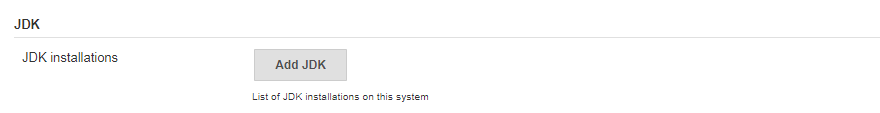 JDK
JDK installations
Add JDK
List of JDK installations on this system